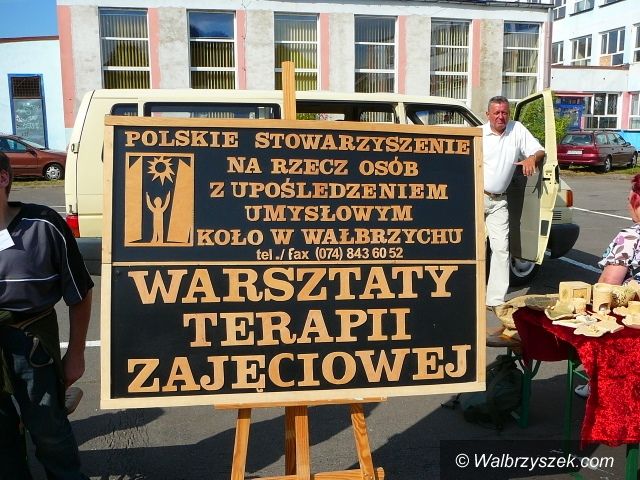 POLSKIE STOWARZYSZENIE
NA RZECZ OSÓB
Z UPOŚLEDZENIEM
UMYSŁOWYM
KOŁO W WAŁBRZYCHU
tel./fax (074) 843 60 52
WARSZTATY
TERAPII
ZAJĘCIOWEJ
© Walbrzyszek.com